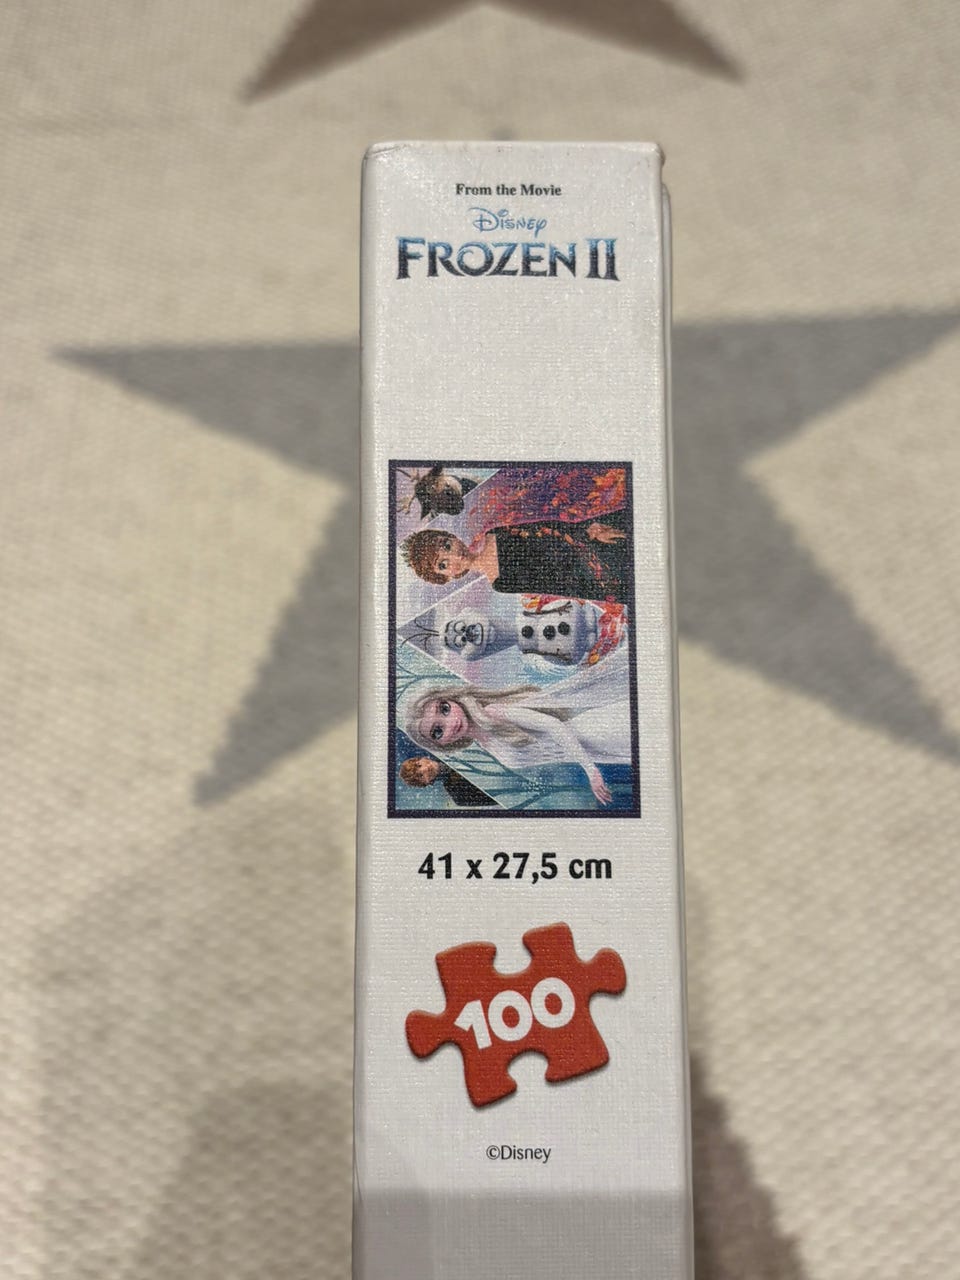 From the Movie
Disney
FROZEN II
41 x 27,5 cm
100
©Disney